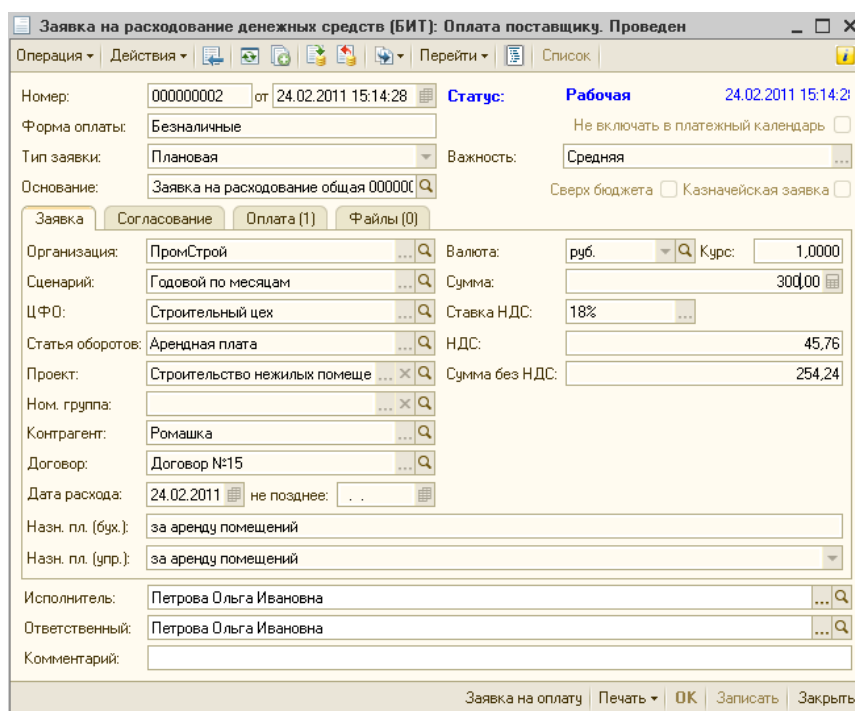 Заявка на расходование денежных средств (БИТ): Оплата поставщику. Проведен
Операция Действия Перейти Список
Номер: 000000002 от 24.02.2011 15:14:28 Статус: Рабочая 24.02.2011 15:14:2
Форма оплаты: Безналичные Не включать в платежный календарь
Тип заявки: Плановая Важность: Средняя ...
Основание: Заявка на расходование общая 00000 Сверх бюджета Казначейская заявка
Заявка Согласование Оплата (1) Файлы (0)
Организация: ПромСтрой ... Валюта: руб. Курс: 1,0000
Сценарий: Годовой по месяцам ... Сумма: 300,00
ЦФО: Строительный цех ... Ставка НДС: 18% ...
Статья оборотов: Арендная плата ... НДС: 45,76
Проект: Строительство нежилых помеще ... × Сумма без НДС: 254,24
Ном. группа: ... ×
Контрагент: Ромашка ...
Договор: Договор №15 ...
Дата расхода: 24.02.2011 не позднее: . .
Назн. пл. (бух.): за аренду помещений
Назн. пл. (упр.): за аренду помещений
Исполнитель: Петрова Ольга Ивановна ...
Ответственный: Петрова Ольга Ивановна ...
Комментарий:
Заявка на оплату Печать OK Записать Закрыть